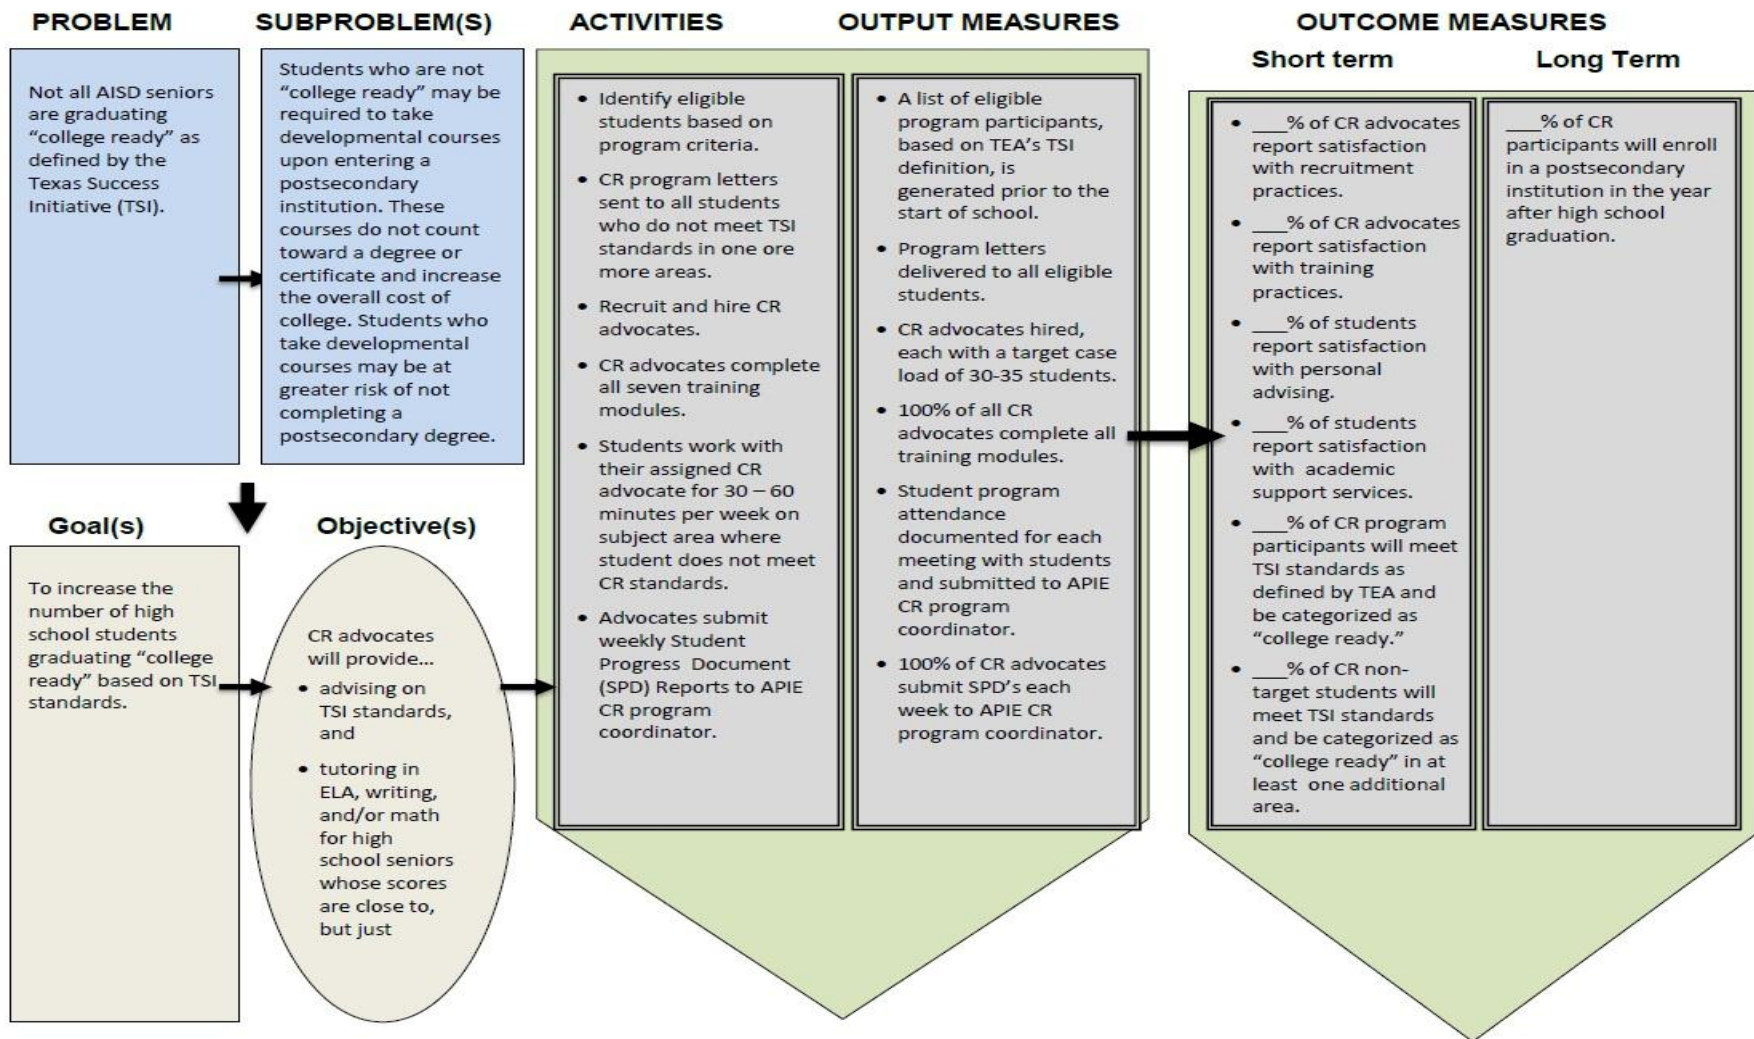 PROBLEM
Not all AISD seniors
are graduating
“college ready” as
defined by the
Texas Success
Initiative (TSI).
SUBPROBLEM(S)
Students who are not
“college ready” may be
required to take
developmental courses
upon entering a
postsecondary
institution. These
courses do not count
toward a degree or
certificate and increase
the overall cost of
college. Students who
take developmental
courses may be at
greater risk of not
completing a
postsecondary degree.
Goal(s)
To increase the
number of high
school students
graduating “college
ready” based on TSI
standards.
Objective(s)
CR advocates
will provide…
• advising on
TSI standards,
and
• tutoring in
ELA, writing,
and/or math
for high
school seniors
whose scores
are close to,
but just
ACTIVITIES
• Identify eligible
students based on
program criteria.
• CR program letters
sent to all students
who do not meet TSI
standards in one ore
more areas.
• Recruit and hire CR
advocates.
• CR advocates complete
all seven training
modules.
• Students work with
their assigned CR
advocate for 30 – 60
minutes per week on
subject area where
student does not meet
CR standards.
• Advocates submit
weekly Student
Progress Document
(SPD) Reports to APIE
CR program
coordinator.
OUTPUT MEASURES
• A list of eligible
program participants,
based on TEA’s TSI
definition, is
generated prior to the
start of school.
• Program letters
delivered to all eligible
students.
• CR advocates hired,
each with a target case
load of 30-35 students.
• 100% of all CR
advocates complete all
training modules.
• Student program
attendance
documented for each
meeting with students
and submitted to APIE
CR program
coordinator.
• 100% of CR advocates
submit SPD’s each
week to APIE CR
program coordinator.
OUTCOME MEASURES
Short term
• ___% of CR advocates
report satisfaction
with recruitment
practices.
• ___% of CR advocates
report satisfaction
with training
practices.
• ___% of students
report satisfaction
with personal
advising.
• ___% of students
report satisfaction
with academic
support services.
• ___% of CR program
participants will meet
TSI standards as
defined by TEA and
be categorized as
“college ready.”
• ___% of CR non-
target students will
meet TSI standards
and be categorized as
“college ready” in at
least one additional
area.
Long Term
___% of CR
participants will enroll
in a postsecondary
institution in the year
after high school
graduation.